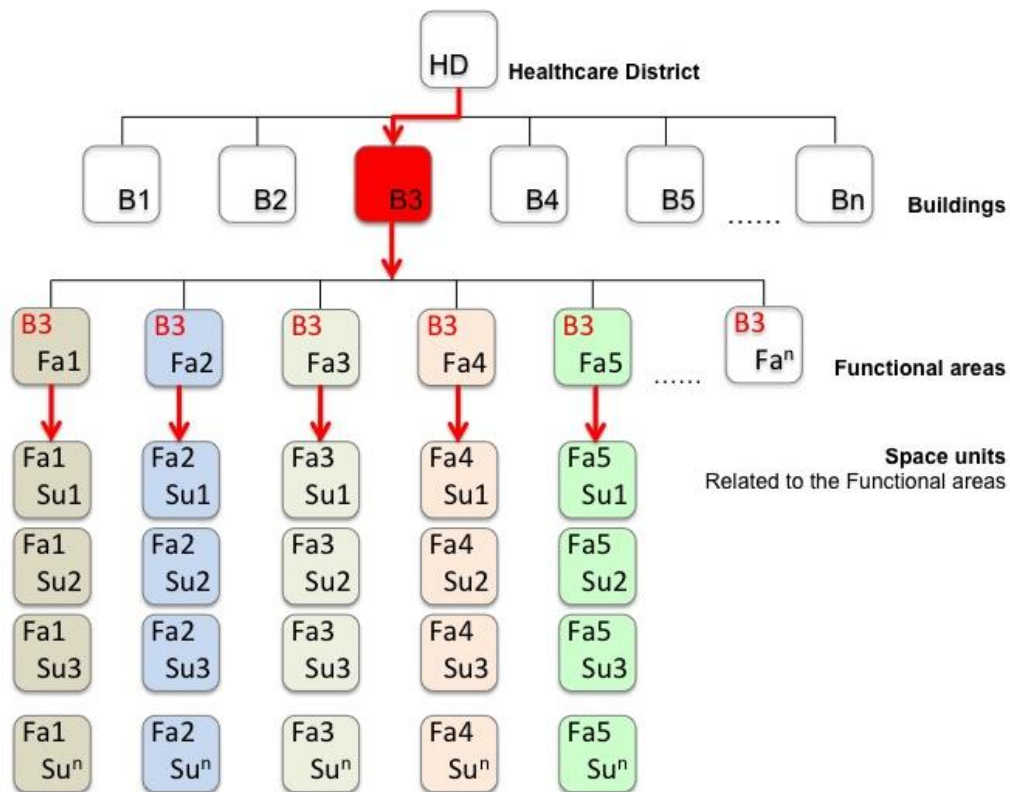 HD
Healthcare District
B1
B2
B3
B4
B5
......
Bn
Buildings
B3
Fa1
B3
Fa2
B3
Fa3
B3
Fa4
B3
Fa5
......
B3
Faⁿ
Functional areas
Fa1
Su1
Fa2
Su1
Fa3
Su1
Fa4
Su1
Fa5
Su1
Space units
Related to the Functional areas
Fa1
Su2
Fa2
Su2
Fa3
Su2
Fa4
Su2
Fa5
Su2
Fa1
Su3
Fa2
Su3
Fa3
Su3
Fa4
Su3
Fa5
Su3
Fa1
Suⁿ
Fa2
Suⁿ
Fa3
Suⁿ
Fa4
Suⁿ
Fa5
Suⁿ